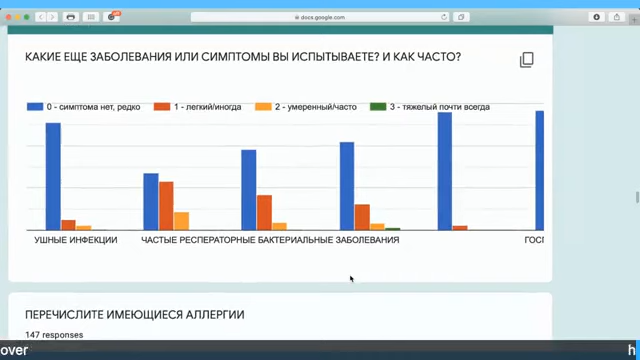 docs.google.com
КАКИЕ ЕЩЕ ЗАБОЛЕВАНИЯ ИЛИ СИМПТОМЫ ВЫ ИСПЫТЫВАЕТЕ? И КАК ЧАСТО?
0 - симптома нет, редко 1 - легкий/иногда 2 - умеренный/часто 3 - тяжелый почти всегда
УШНЫЕ ИНФЕКЦИИ ЧАСТЫЕ РЕСПЕРАТОРНЫЕ БАКТЕРИАЛЬНЫЕ ЗАБОЛЕВАНИЯ
ПЕРЕЧИСЛИТЕ ИМЕЮЩИЕСЯ АЛЛЕРГИИ
147 responses
over h